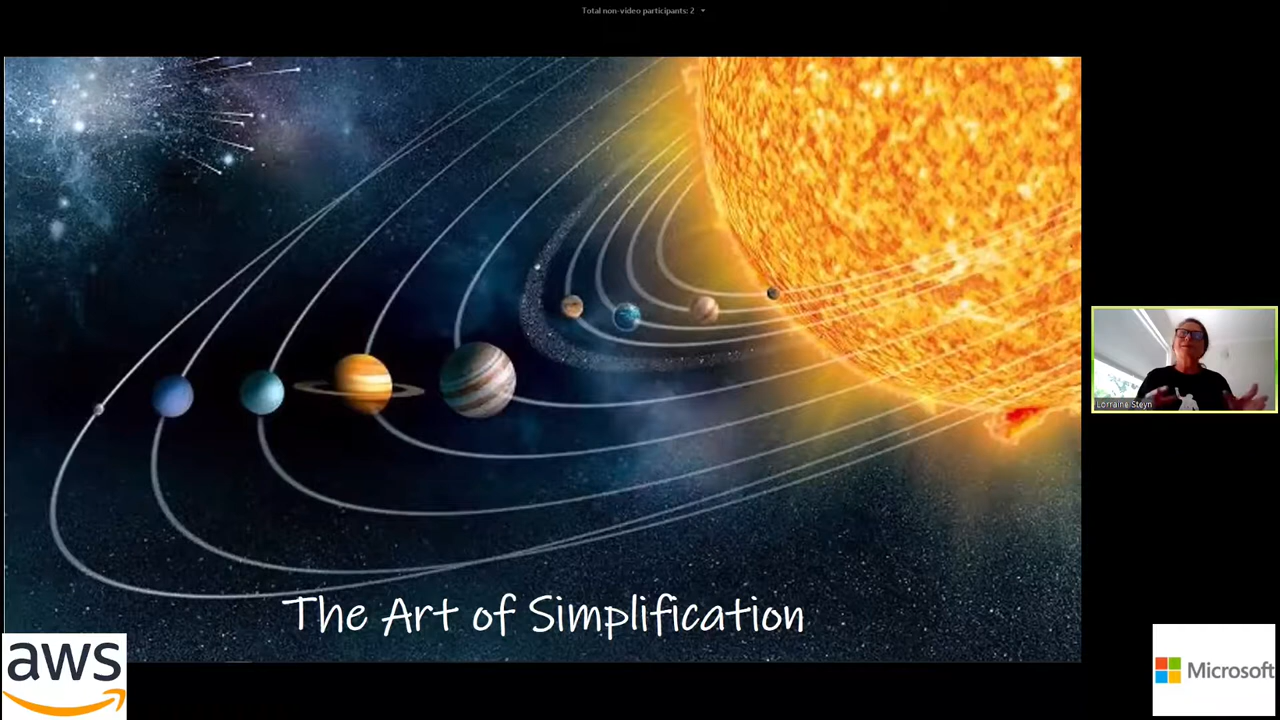 Total non-video participants: 2
Lorraine Steyn
The Art of Simplification
aws
Microsoft